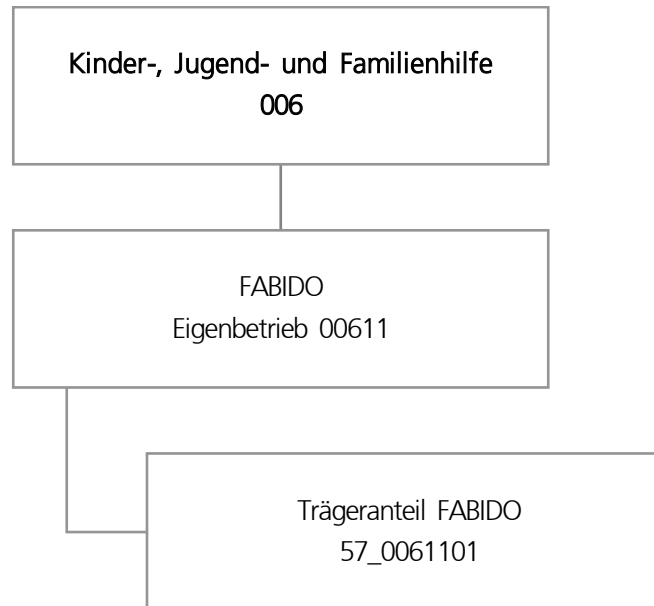 Kinder-, Jugend- und Familienhilfe
006
FABIDO
Eigenbetrieb 00611
Trägeranteil FABIDO
57_0061101